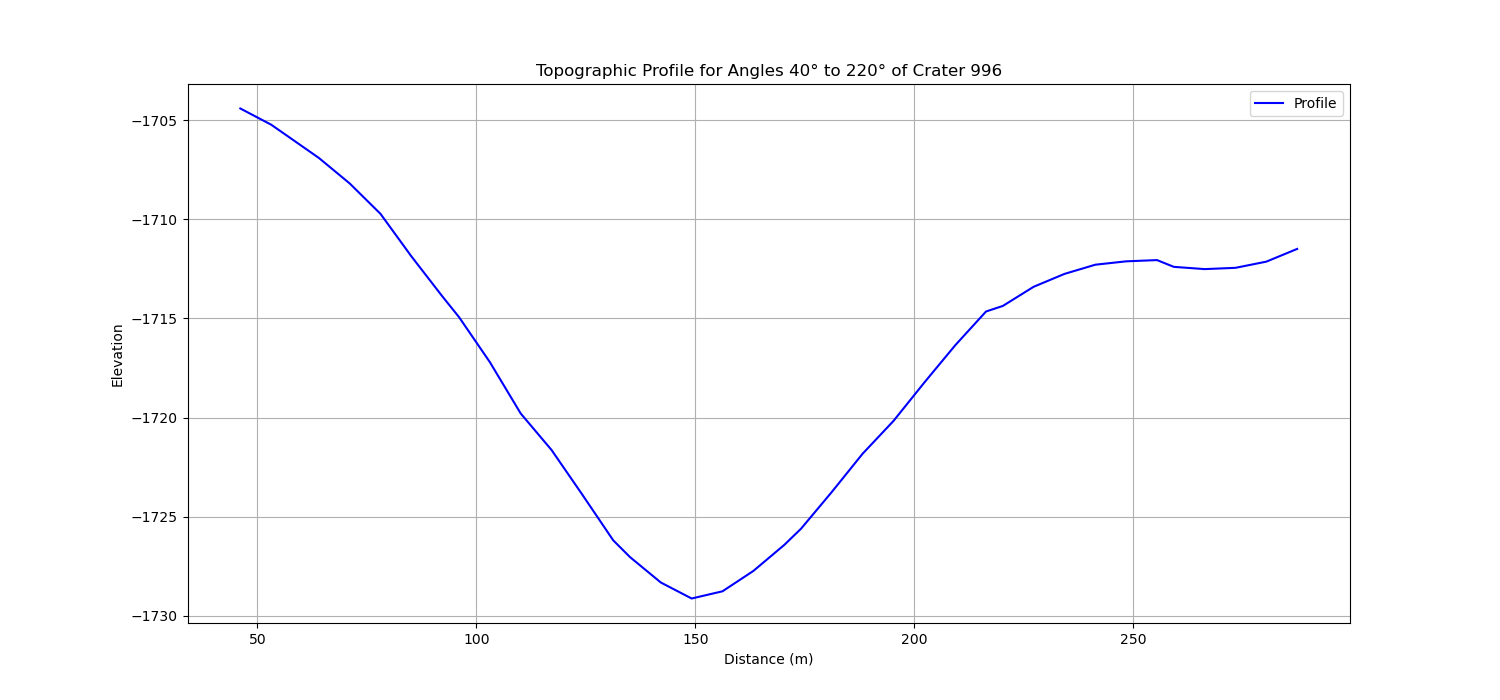 Topographic Profile for Angles 40° to 220° of Crater 996
Profile
−1705
−1710
−1715
−1720
−1725
−1730
Elevation
50
100
150
200
250
Distance (m)